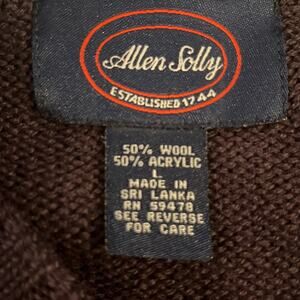 Allen Solly
ESTABLISHED 1744
50% WOOL
50% ACRYLIC
L
MADE IN
SRI LANKA
RN 59478
SEE REVERSE
FOR CARE